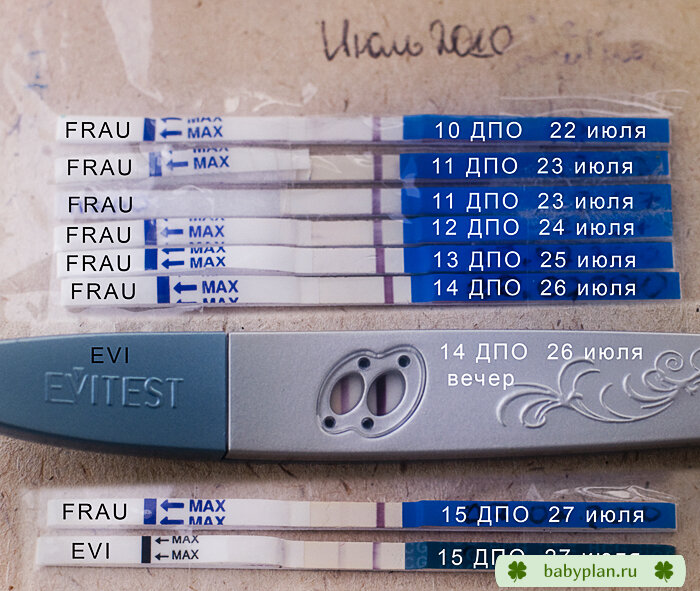 Июль 2010
FRAU MAX MAX 10 ДПО 22 июля
FRAU MAX MAX 11 ДПО 23 июля
FRAU 11 ДПО 23 июля
FRAU MAX MAX 12 ДПО 24 июля
FRAU MAX MAX 13 ДПО 25 июля
FRAU MAX 14 ДПО 26 июля
EVI 14 ДПО 26 июля
EVITEST вечер
FRAU MAX MAX 15 ДПО 27 июля
EVI MAX MAX 15 ДПО 27 июля
babyplan.ru